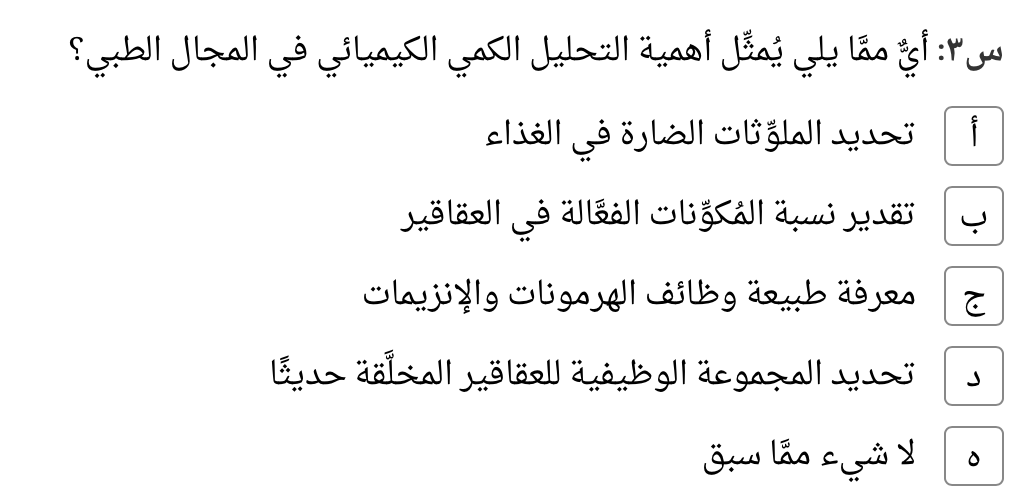 س٣: أيٌّ ممَّا يلي يُمثِّل أهمية التحليل الكمي الكيميائي في المجال الطبي؟
أ تحديد الملوِّثات الضارة في الغذاء
ب تقدير نسبة المُكوِّنات الفعَّالة في العقاقير
ج معرفة طبيعة وظائف الهرمونات والإنزيمات
د تحديد المجموعة الوظيفية للعقاقير المخلَّقة حديثًا
ه لا شيء ممَّا سبق